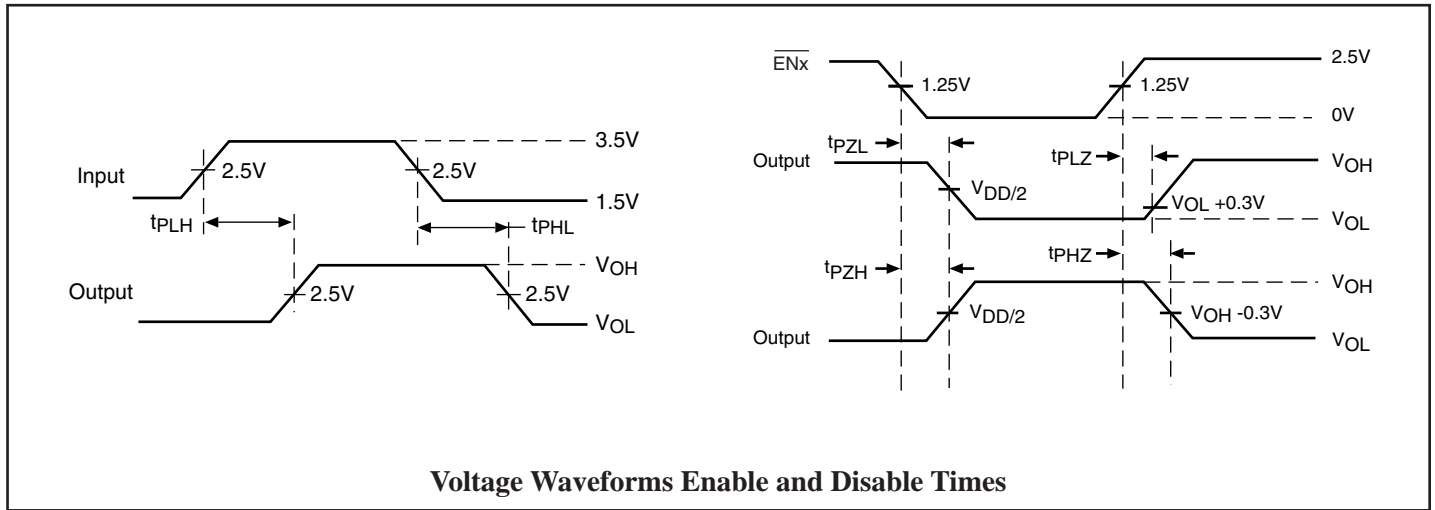 Input
2.5V
2.5V
3.5V
1.5V
tPLH
tPHL
Output
2.5V
2.5V
VOH
VOL
ENx
1.25V
1.25V
2.5V
0V
tPZL
tPLZ
Output
VDD/2
VOL +0.3V
VOH
VOL
tPZH
tPHZ
Output
VDD/2
VOH -0.3V
VOH
VOL
Voltage Waveforms Enable and Disable Times